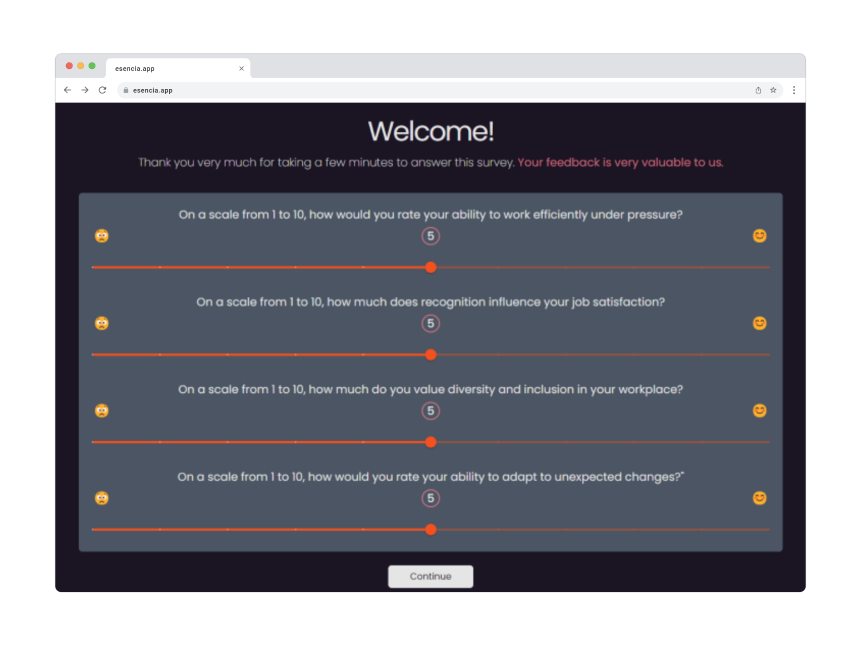 esencia.app
esencia.app
Welcome!
Thank you very much for taking a few minutes to answer this survey. Your feedback is very valuable to us.
On a scale from 1 to 10, how would you rate your ability to work efficiently under pressure?
5
On a scale from 1 to 10, how much does recognition influence your job satisfaction?
5
On a scale from 1 to 10, how much do you value diversity and inclusion in your workplace?
5
On a scale from 1 to 10, how would you rate your ability to adapt to unexpected changes?"
5
Continue